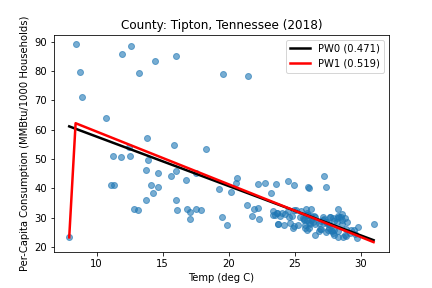 County: Tipton, Tennessee (2018)
PW0 (0.471)
PW1 (0.519)
Per-Capita Consumption (MMBtu/1000 Households)
90
80
70
60
50
40
30
20
10
15
20
25
30
Temp (deg C)